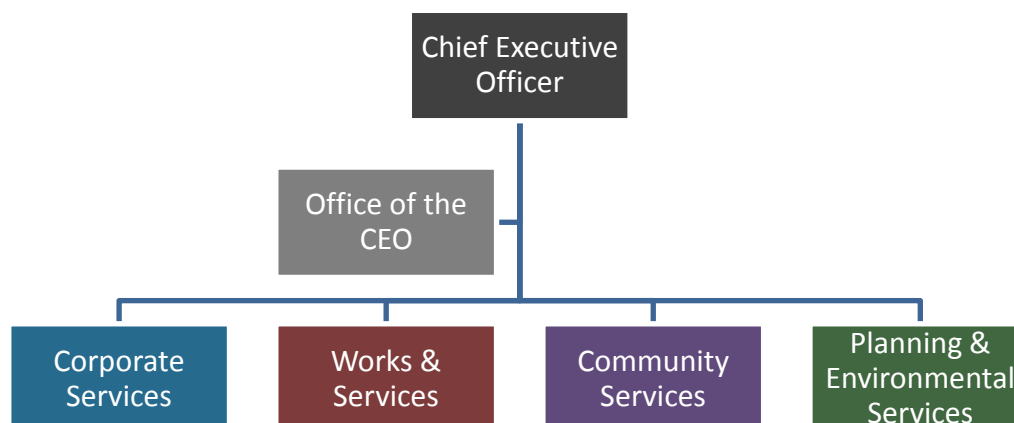 Chief Executive
Officer
Office of the
CEO
Corporate
Services
Works &
Services
Community
Services
Planning &
Environmental
Services